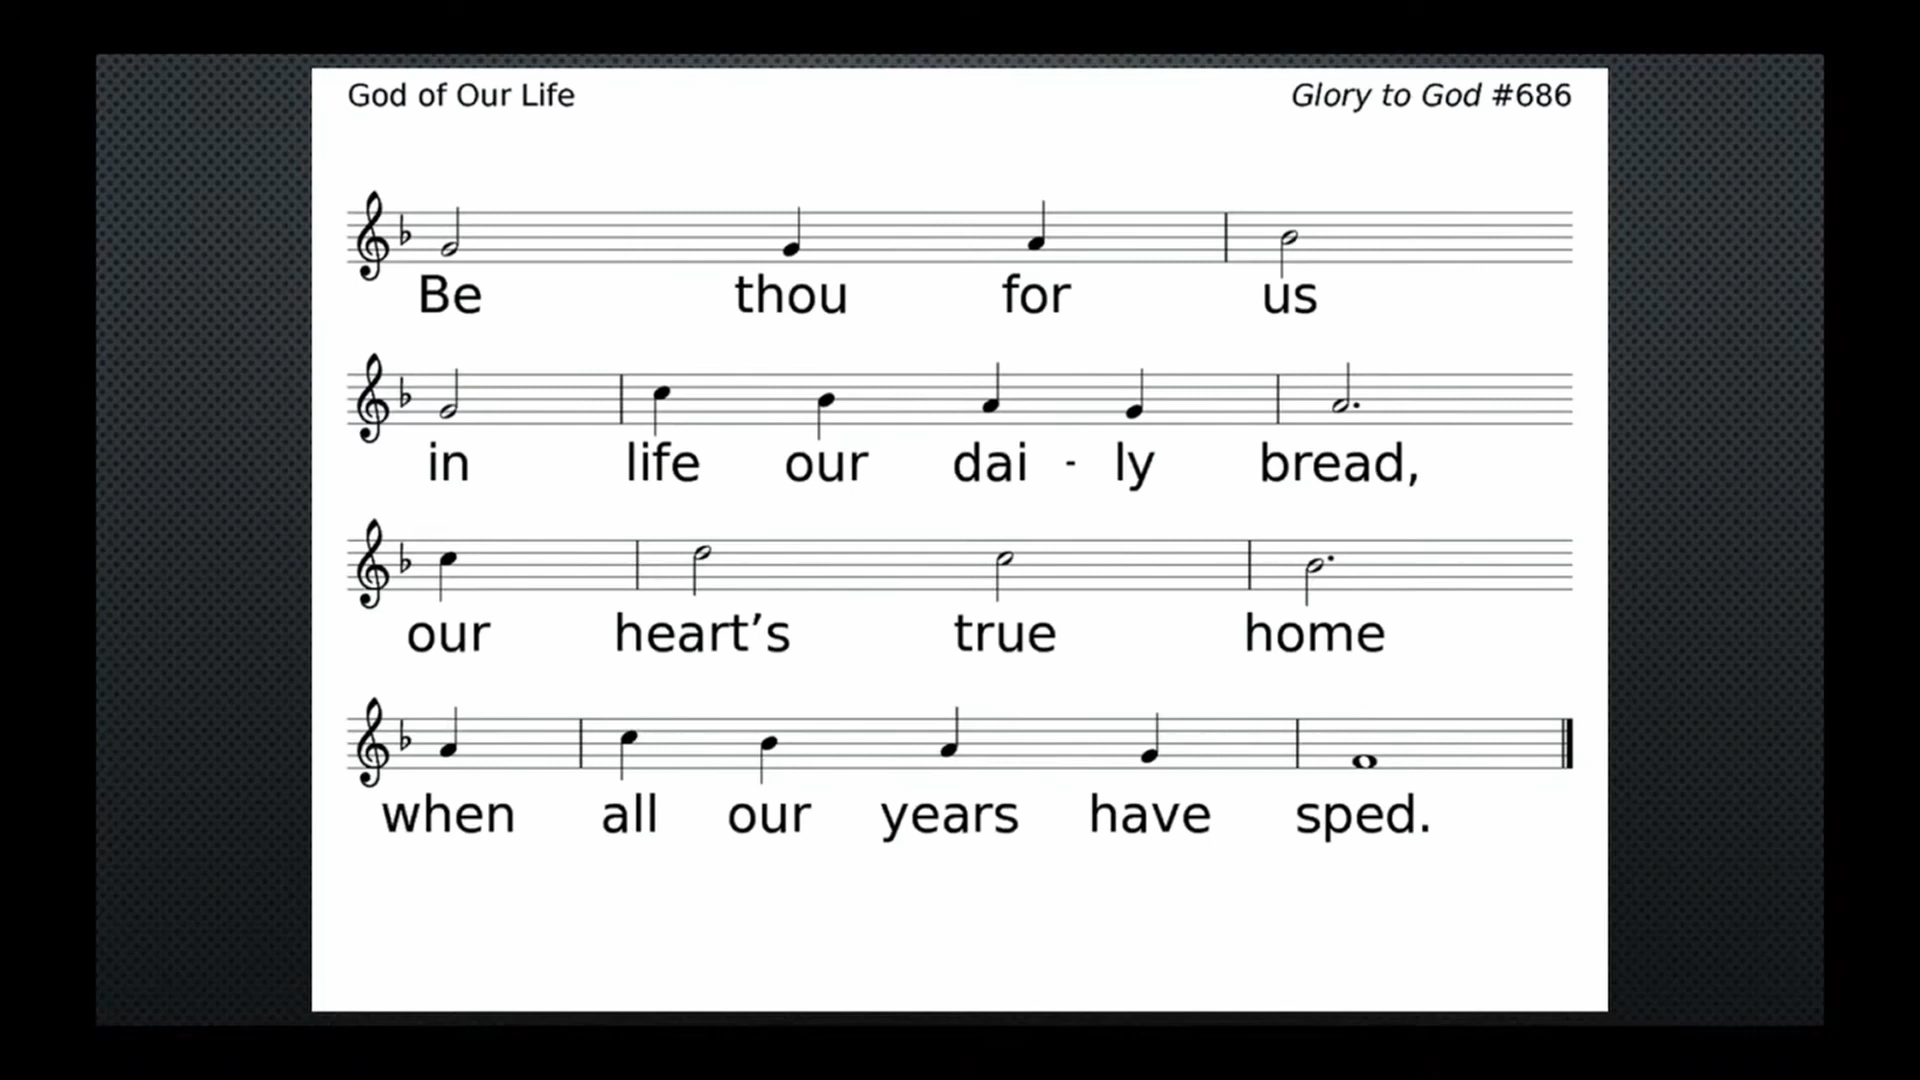 God of Our Life
Glory to God #686
Be thou for us
in life our dai - ly bread,
our heart’s true home
when all our years have sped.